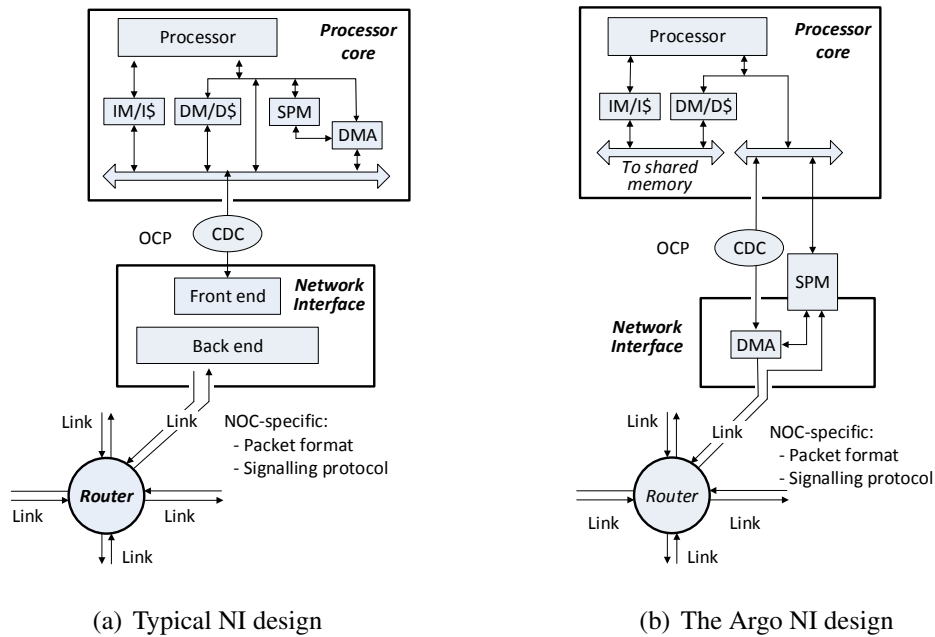 Processor
Processor
core
IM/I$
DM/D$
SPM
DMA
OCP
CDC
Front end
Network
Interface
Back end
Link
Link
NOC-specific:
- Packet format
- Signalling protocol
Router
Link
Link
Link
(a) Typical NI design
Processor
Processor
core
IM/I$
DM/D$
To shared
memory
OCP
CDC
SPM
Network
Interface
DMA
Link
Link
NOC-specific:
- Packet format
- Signalling protocol
Router
Link
Link
Link
(b) The Argo NI design